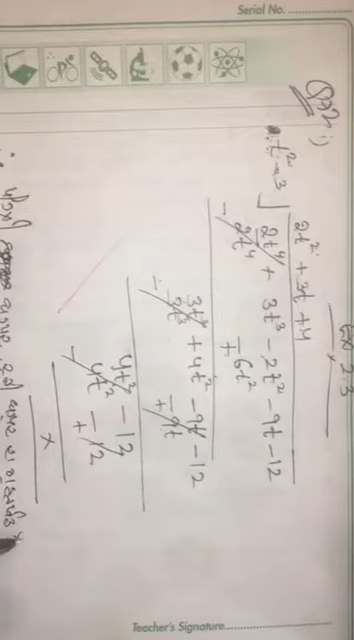 Serial No.
Ex 2.3
Q2 i)
2t² + 3t + 4
t² - 3 ) 2t⁴ + 3t³ - 2t² - 9t - 12
2t⁴ - 6t²
- +
3t³ + 4t² - 9t - 12
3t³ - 9t
- +
4t² - 12
4t² - 12
- +
×
Teacher's Signature